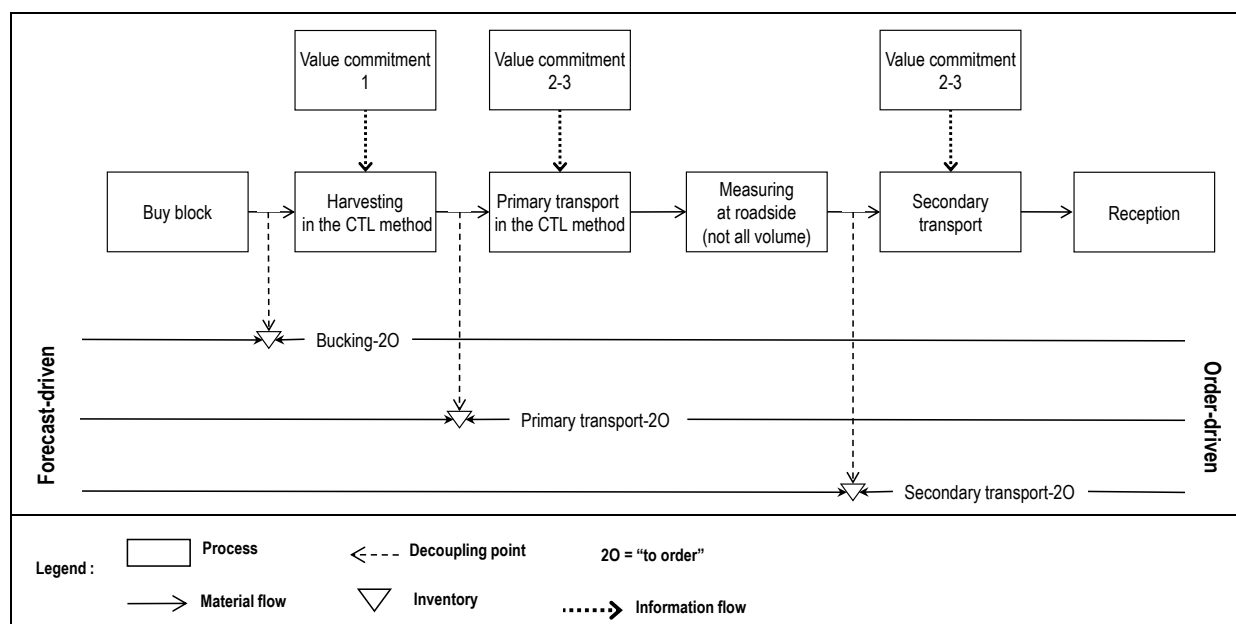 Value commitment
1
Value commitment
2-3
Value commitment
2-3
Buy block
Harvesting
in the CTL method
Primary transport
in the CTL method
Measuring
at roadside
(not all volume)
Secondary
transport
Reception
Forecast-driven
Bucking-2O
Primary transport-2O
Secondary transport-2O
Order-driven
Legend :
Process
Decoupling point
2O = “to order”
Material flow
Inventory
Information flow